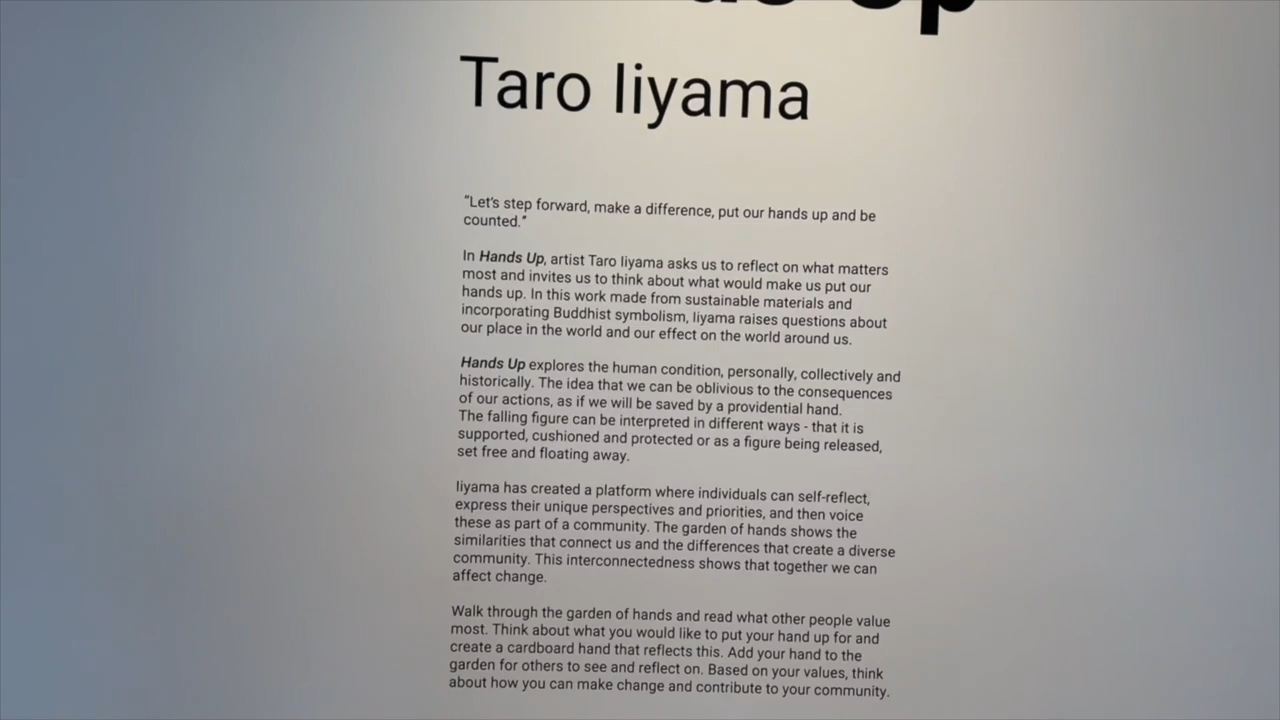 Taro Iiyama
“Let's step forward, make a difference, put our hands up and be
counted.”
In Hands Up, artist Taro Iiyama asks us to reflect on what matters
most and invites us to think about what would make us put our
hands up. In this work made from sustainable materials and
incorporating Buddhist symbolism, Iiyama raises questions about
our place in the world and our effect on the world around us.
Hands Up explores the human condition, personally, collectively and
historically. The idea that we can be oblivious to the consequences
of our actions, as if we will be saved by a providential hand.
The falling figure can be interpreted in different ways - that it is
supported, cushioned and protected or as a figure being released,
set free and floating away.
Iiyama has created a platform where individuals can self-reflect,
express their unique perspectives and priorities, and then voice
these as part of a community. The garden of hands shows the
similarities that connect us and the differences that create a diverse
community. This interconnectedness shows that together we can
affect change.
Walk through the garden of hands and read what other people value
most. Think about what you would like to put your hand up for and
create a cardboard hand that reflects this. Add your hand to the
garden for others to see and reflect on. Based on your values, think
about how you can make change and contribute to your community.